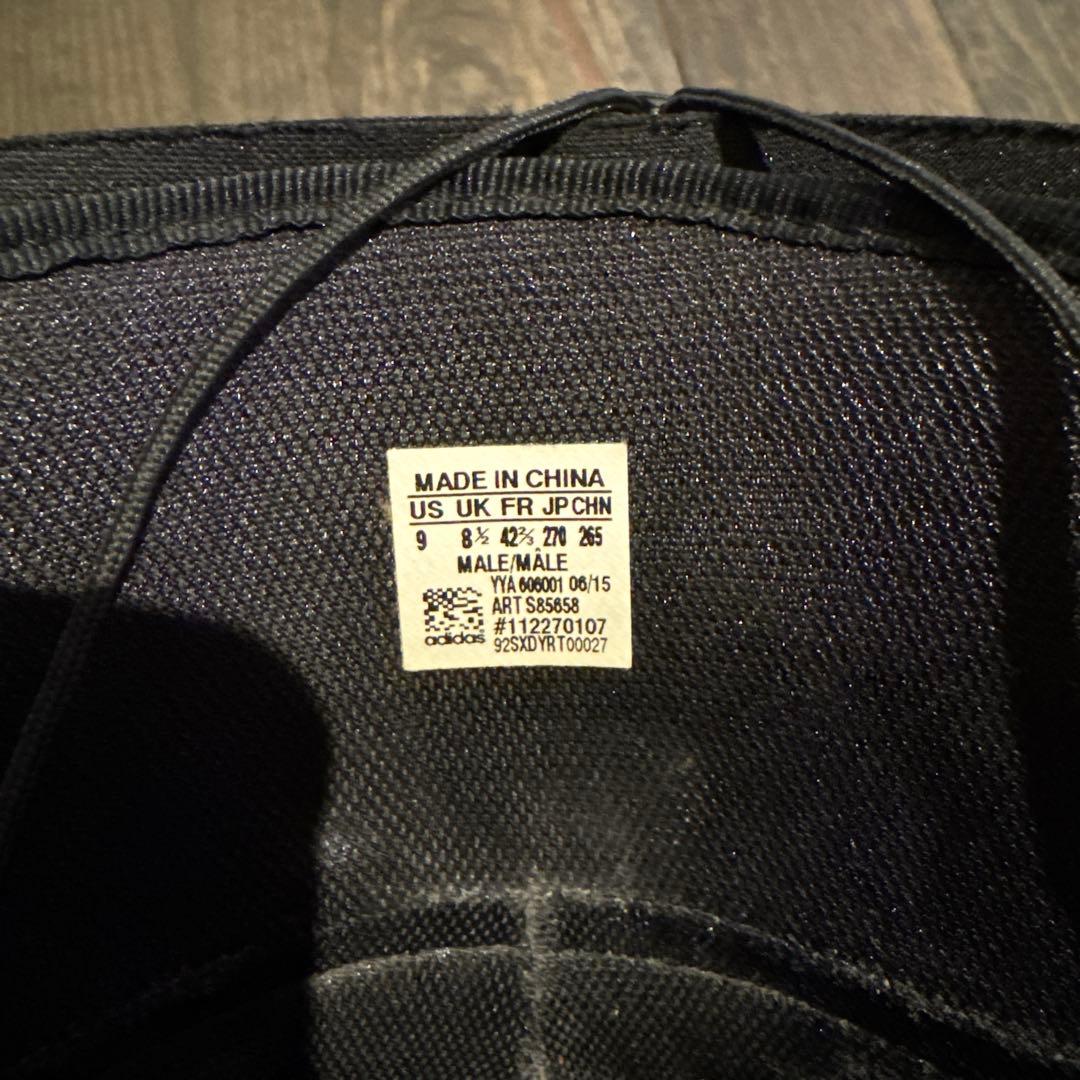 MADE IN CHINA
US UK FR JP CHN
9 8½ 42⅔ 270 265
MALE/MÂLE
YYA 606001 06/15
ART S85658
#112270107
adidas 92SXDYRT00027